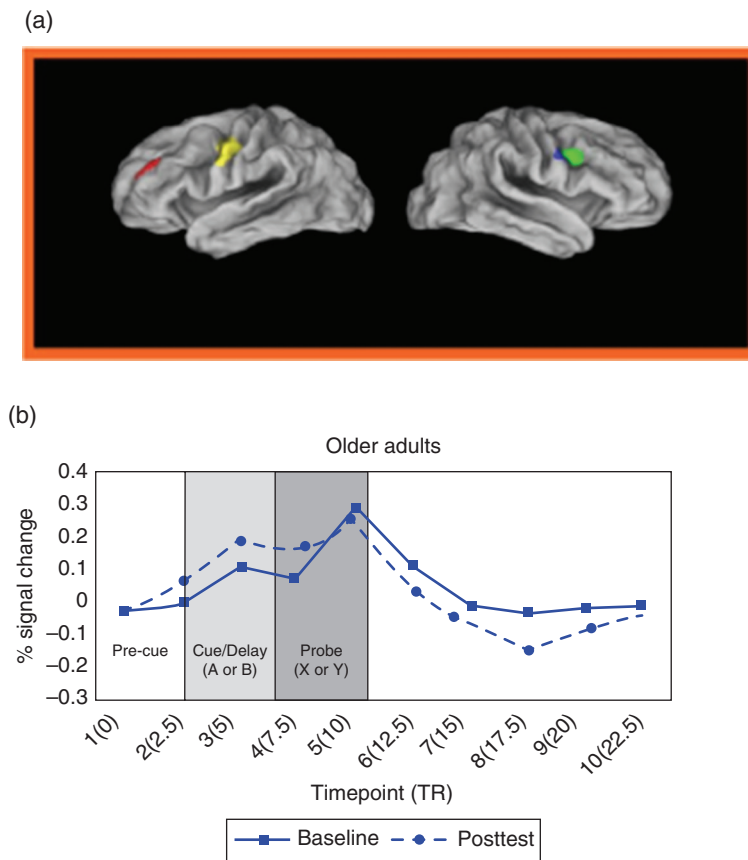 (a)
(b)
Older adults
% signal change
0.4
0.3
0.2
0.1
0
–0.1
–0.2
–0.3
Pre-cue
Cue/Delay
(A or B)
Probe
(X or Y)
1(0)
2(2.5)
3(5)
4(7.5)
5(10)
6(12.5)
7(15)
8(17.5)
9(20)
10(22.5)
Timepoint (TR)
Baseline
Posttest